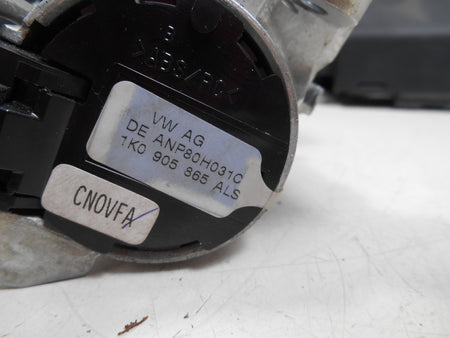 VW AG
DE ANP80H031C
1K0 905 865 ALS
CNOVFA